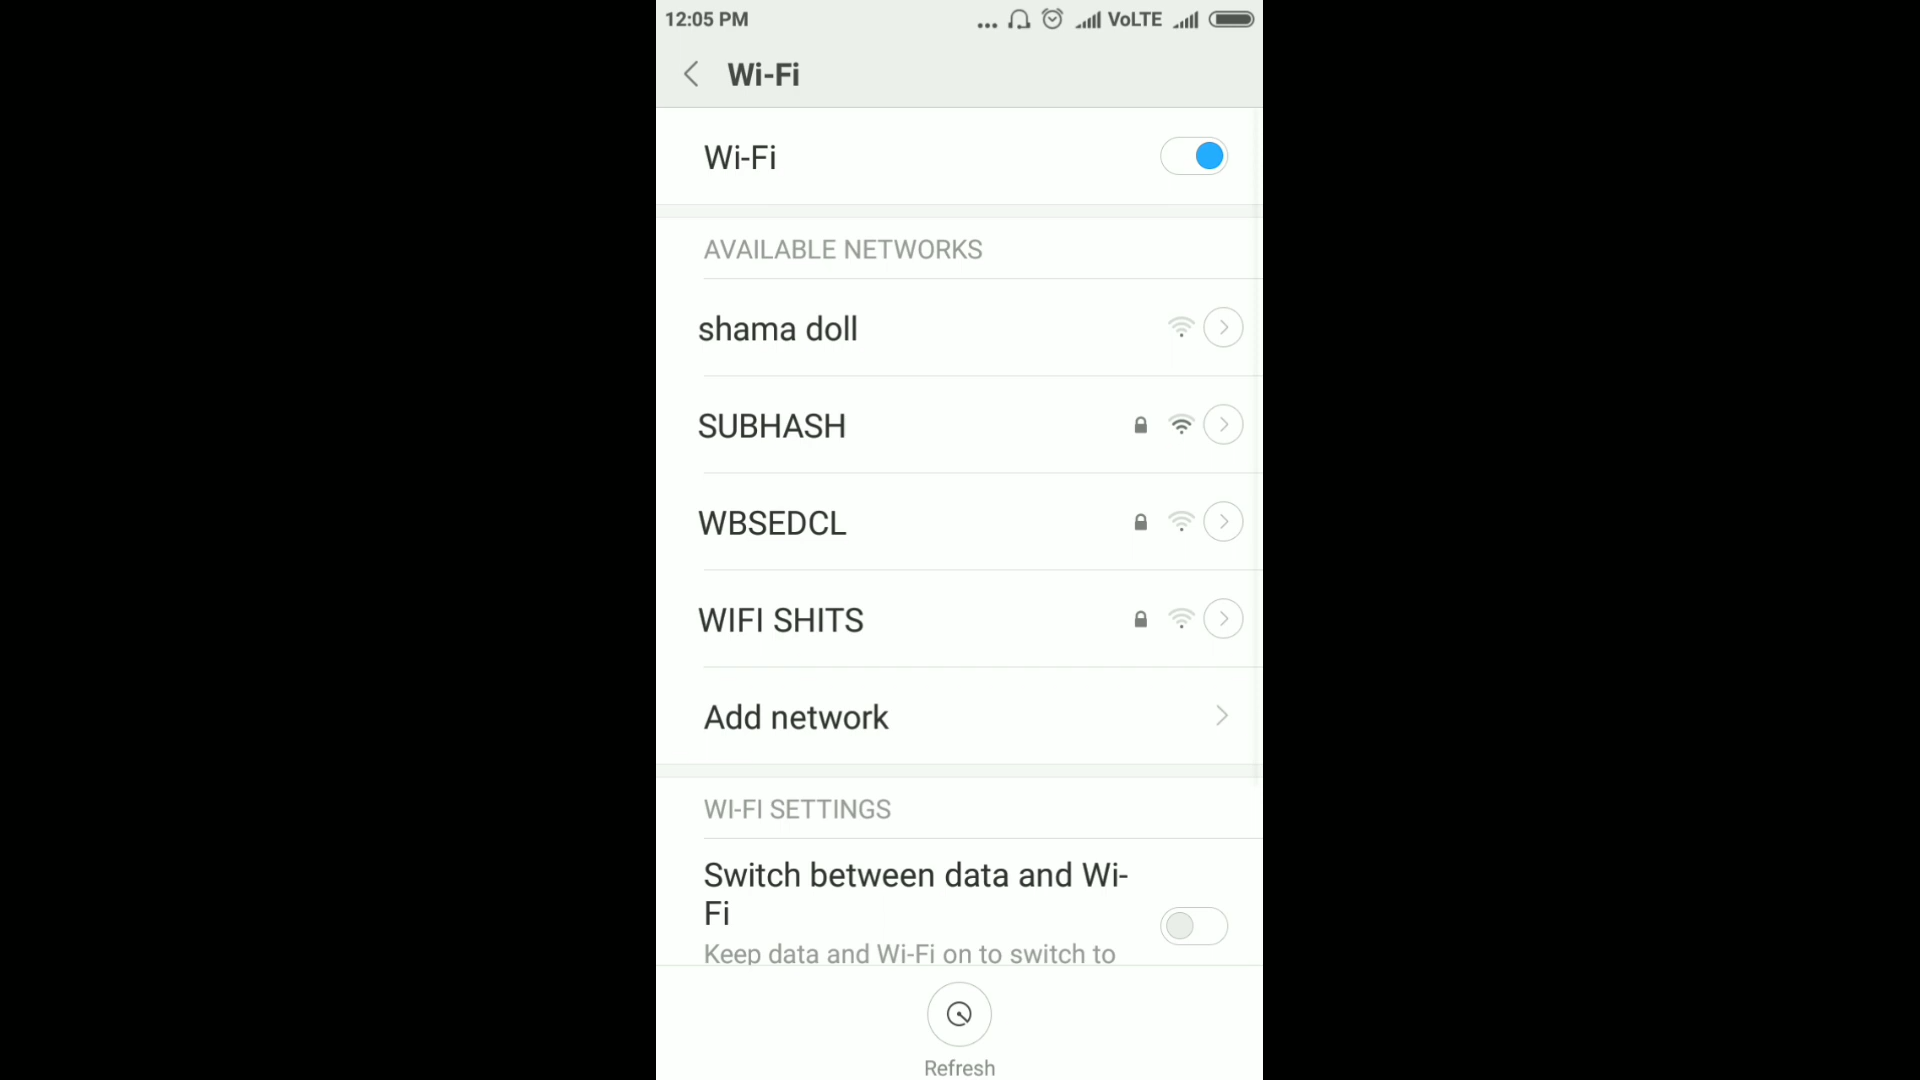 12:05 PM
... VoLTE
Wi-Fi
Wi-Fi
AVAILABLE NETWORKS
shama doll
SUBHASH
WBSEDCL
WIFI SHITS
Add network
WI-FI SETTINGS
Switch between data and Wi-
Fi
Keep data and Wi-Fi on to switch to
Refresh